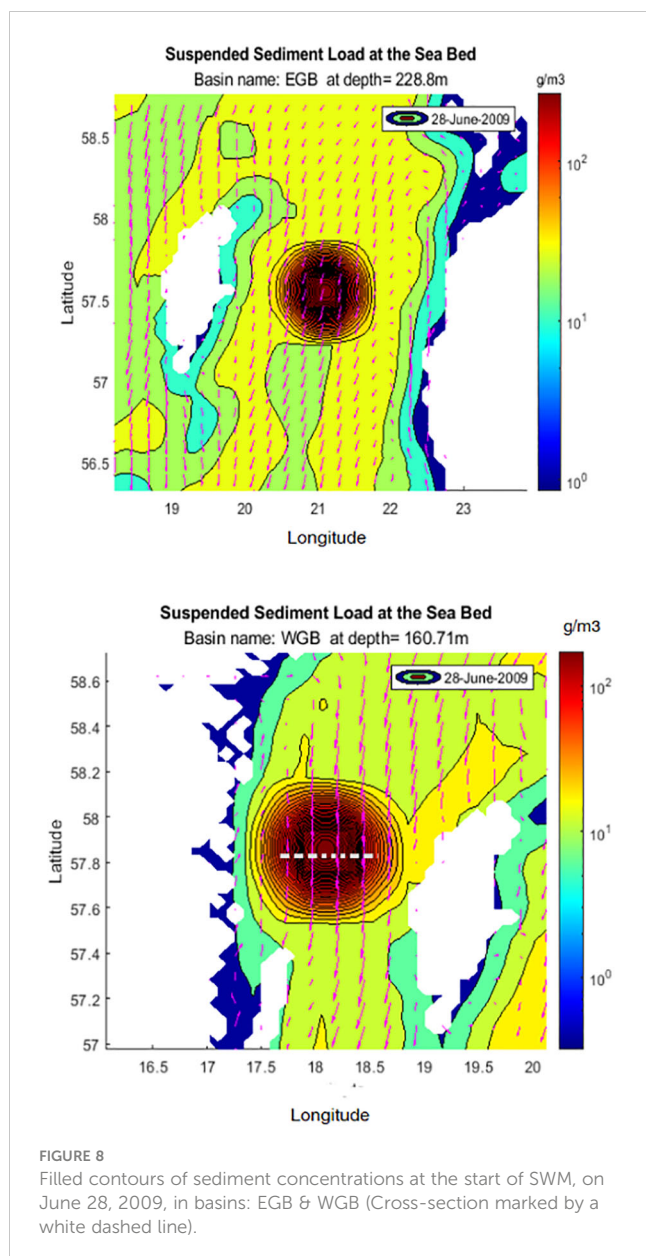 Suspended Sediment Load at the Sea Bed
Basin name: EGB at depth= 228.8m
g/m3
28-June-2009
58.5
58
57.5
57
56.5
Latitude
10^2
10^1
10^0
19 20 21 22 23
Longitude
Suspended Sediment Load at the Sea Bed
Basin name: WGB at depth= 160.71m
g/m3
28-June-2009
58.6
58.4
58.2
58
57.8
57.6
57.4
57.2
57
Latitude
10^2
10^1
10^0
16.5 17 17.5 18 18.5 19 19.5 20
Longitude
FIGURE 8
Filled contours of sediment concentrations at the start of SWM, on
June 28, 2009, in basins: EGB & WGB (Cross-section marked by a
white dashed line).